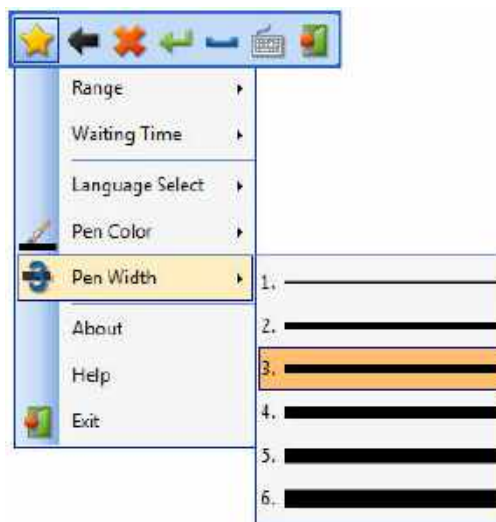 Range
Waiting Time
Language Select
Pen Color
Pen Width
About
Help
Exit
1.
2.
3.
4.
5.
6.